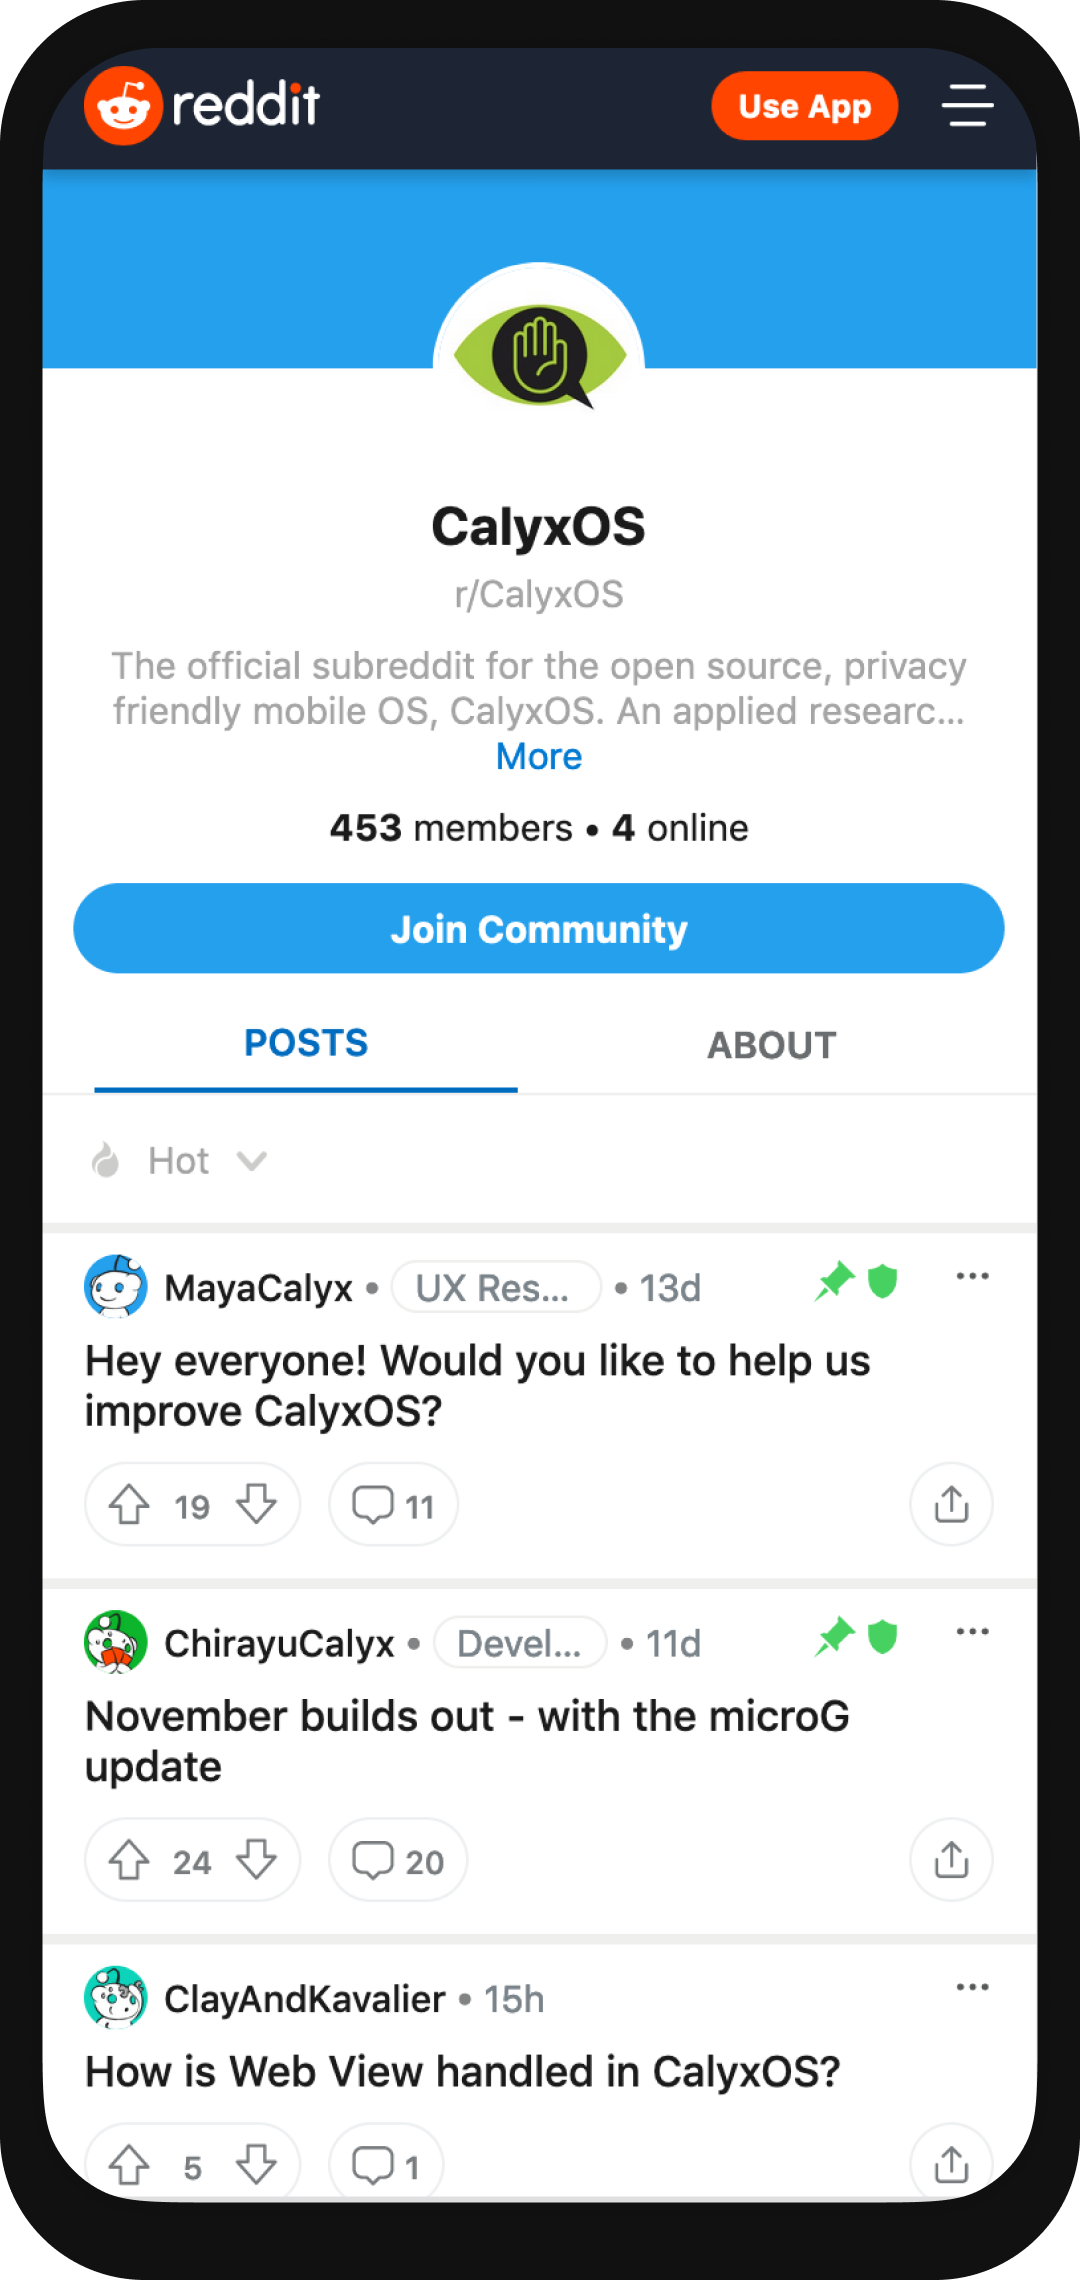 reddit
Use App
CalyxOS
r/CalyxOS
The official subreddit for the open source, privacy
friendly mobile OS, CalyxOS. An applied researc...
More
453 members • 4 online
Join Community
POSTS
ABOUT
Hot
MayaCalyx • UX Res... • 13d
Hey everyone! Would you like to help us
improve CalyxOS?
19
11
ChirayuCalyx • Devel... • 11d
November builds out - with the microG
update
24
20
ClayAndKavalier • 15h
How is Web View handled in CalyxOS?
5
1